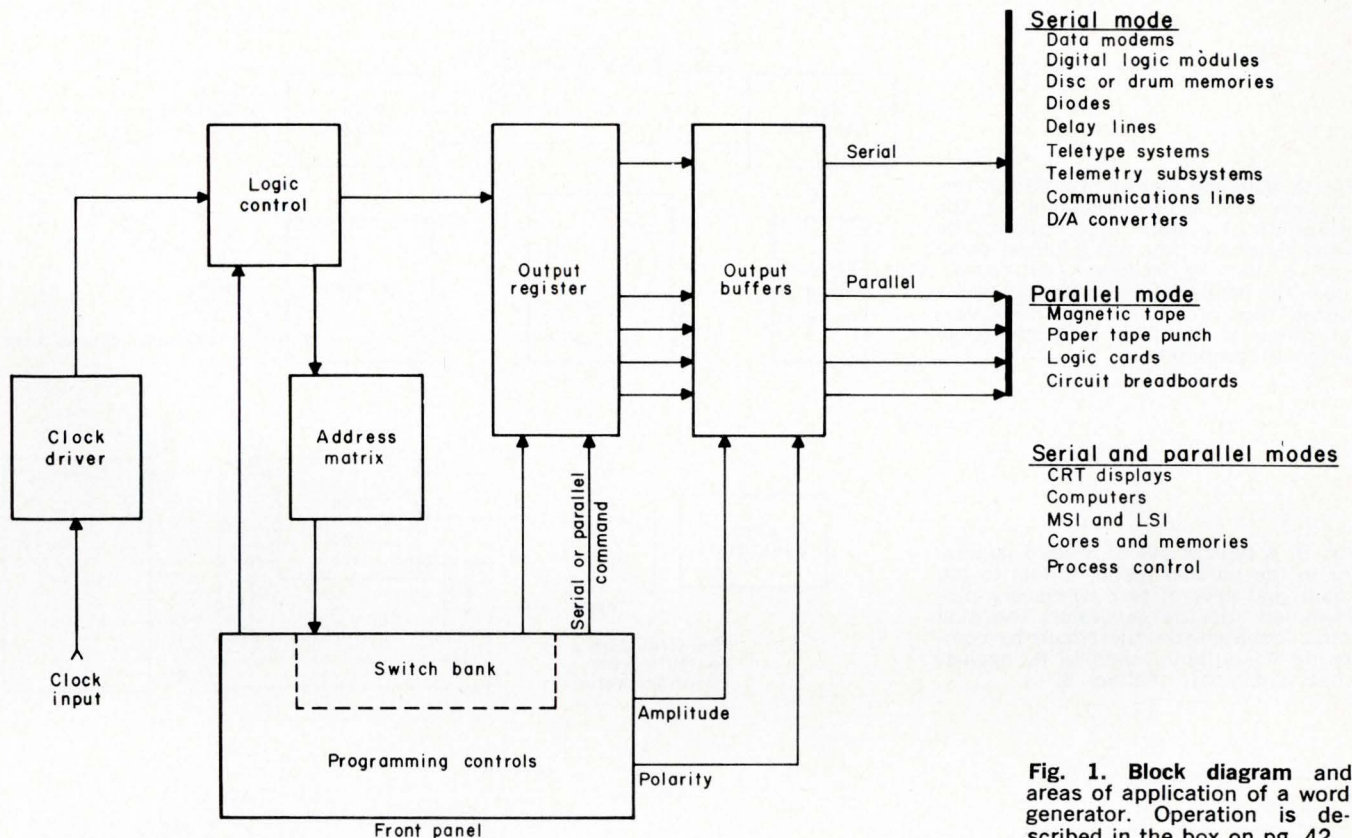 Serial mode
Data modems
Digital logic modules
Disc or drum memories
Diodes
Delay lines
Teletype systems
Telemetry subsystems
Communications lines
D/A converters
Parallel mode
Magnetic tape
Paper tape punch
Logic cards
Circuit breadboards
Serial and parallel modes
CRT displays
Computers
MSI and LSI
Cores and memories
Process control
Logic
control
Output
register
Output
buffers
Serial
Parallel
Clock
driver
Address
matrix
Clock
input
Serial or parallel
command
Switch bank
Programming controls
Amplitude
Polarity
Front panel
Fig. 1. Block diagram and
areas of application of a word
generator. Operation is de-
scribed in the box on pg. 42